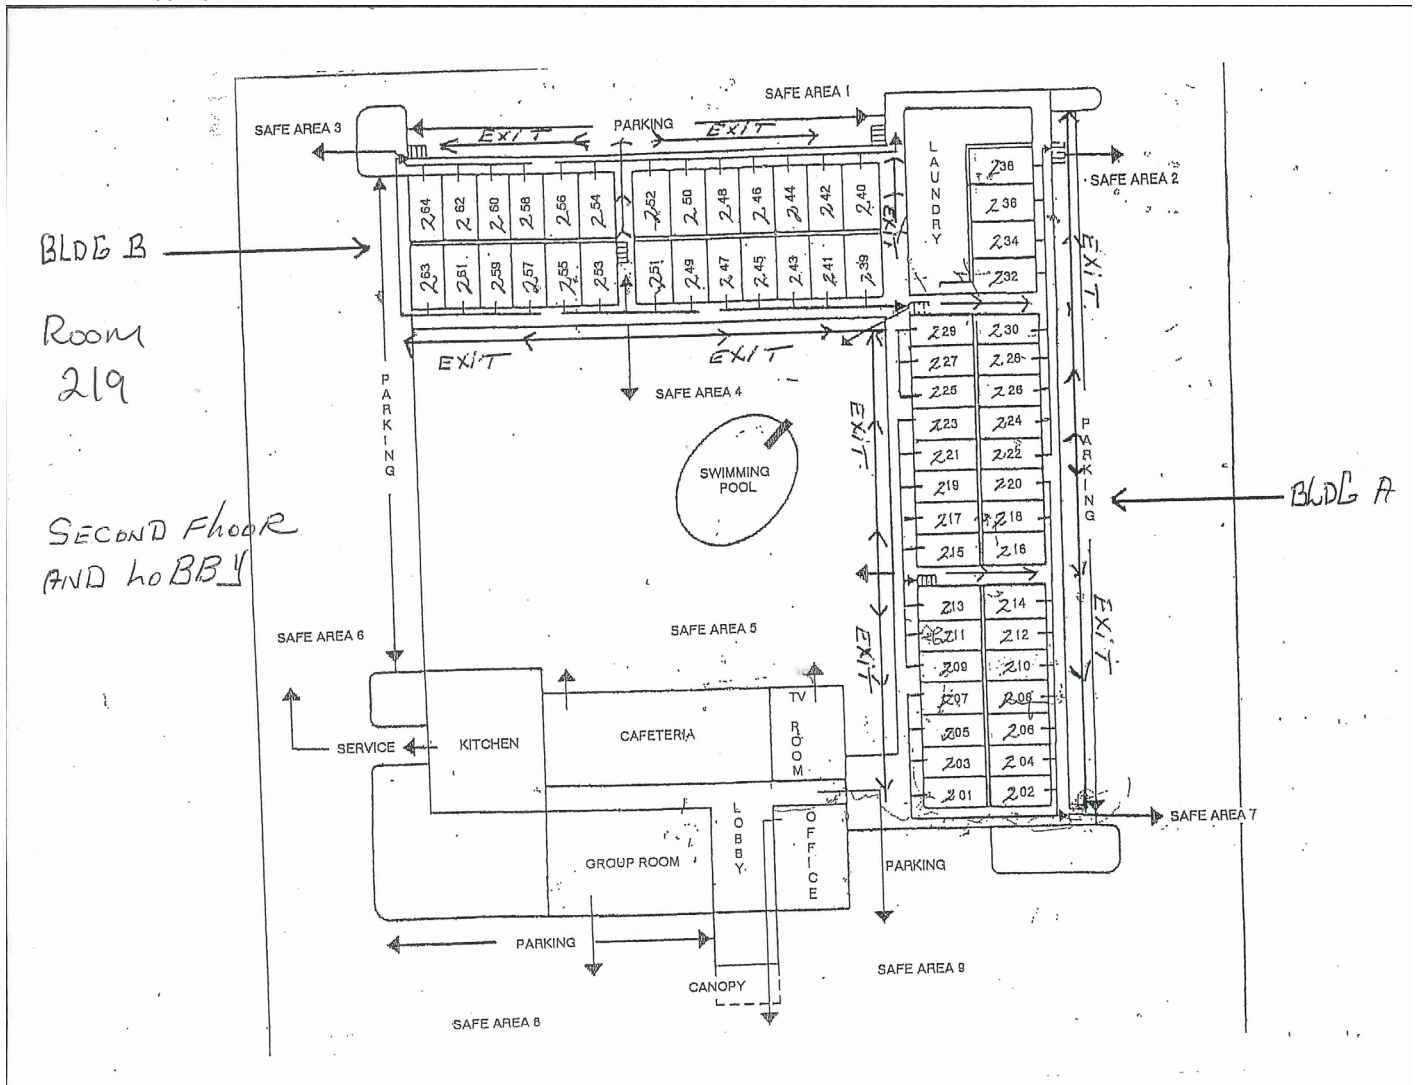 SAFE AREA 1
SAFE AREA 3
EXIT
PARKING
EXIT
SAFE AREA 2
LAUNDRY
238
236
234
232
264 262 260 258 256 254 252 250 248 246 244 242 240
EXIT
EXIT
BLDG B
263 261 259 257 255 253 251 249 247 245 243 241 239
Room
219
EXIT
EXIT
SAFE AREA 4
PARKING
SWIMMING
POOL
EXIT
229 230
227 228
225 226
223 224
221 222
219 220
217 218
215 216
PARKING
BLDG A
SECOND FLOOR
AND LOBBY
213 214
211 212
209 210
207 208
205 206
203 204
201 202
EXIT
EXIT
SAFE AREA 6
SAFE AREA 5
SERVICE
KITCHEN
CAFETERIA
TV
ROOM
LOBBY
OFFICE
GROUP ROOM
SAFE AREA 7
PARKING
PARKING
CANOPY
SAFE AREA 9
SAFE AREA 8